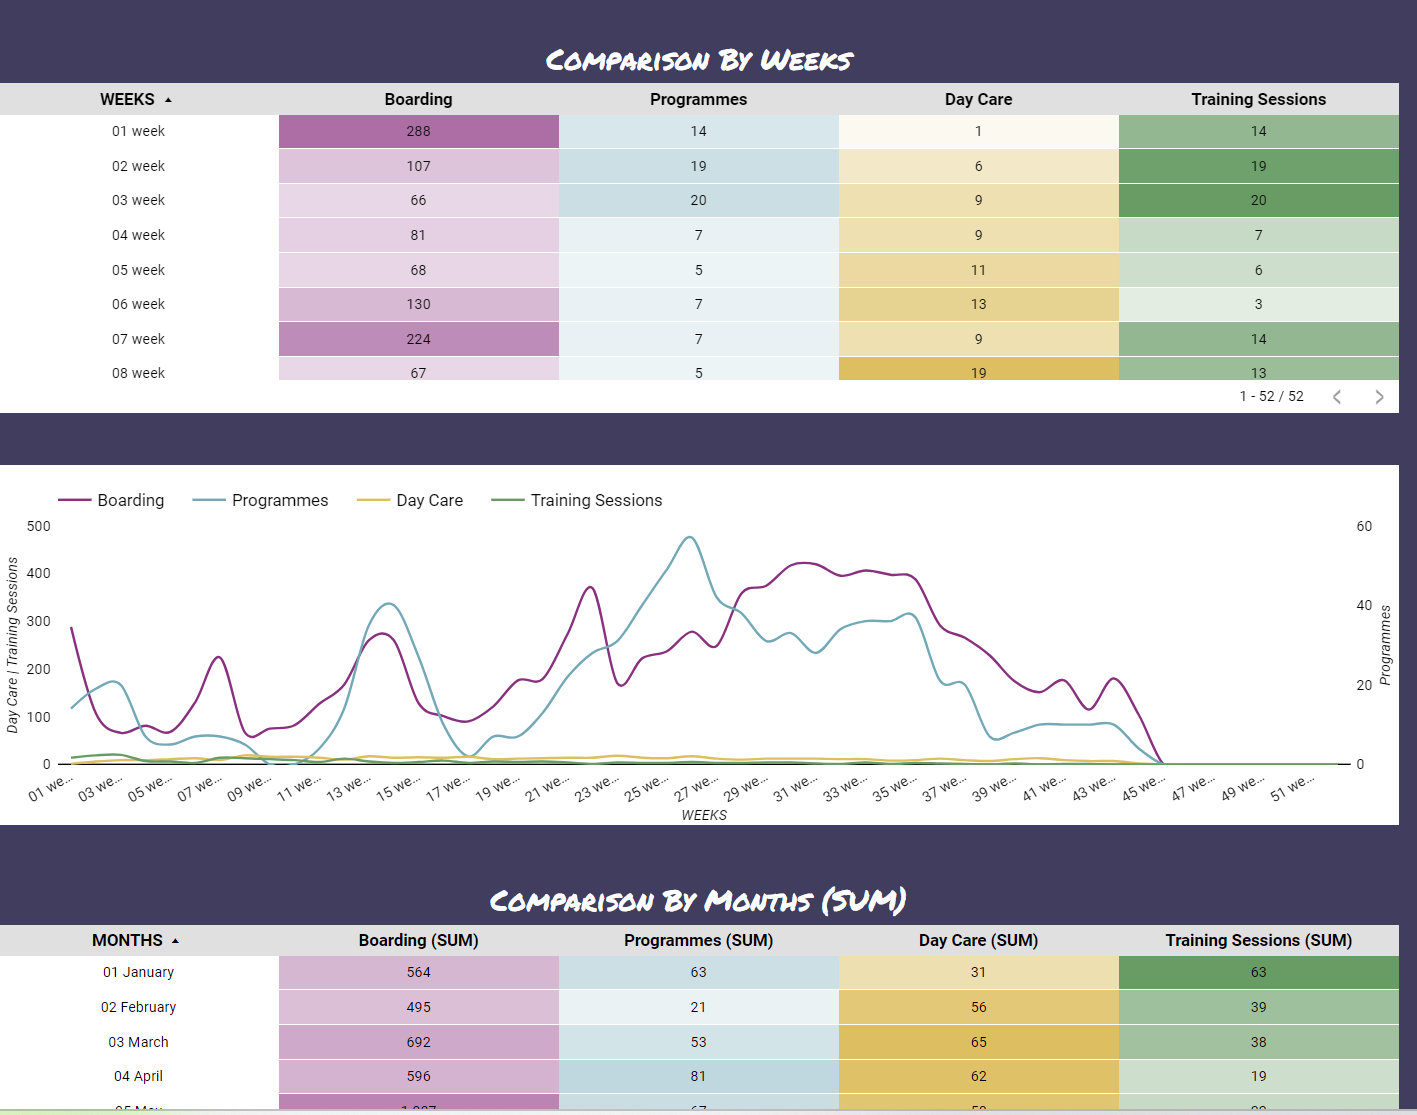 Comparison By Weeks
WEEKS Boarding Programmes Day Care Training Sessions
01 week 288 14 1 14
02 week 107 19 6 19
03 week 66 20 9 20
04 week 81 7 9 7
05 week 68 5 11 6
06 week 130 7 13 3
07 week 224 7 9 14
08 week 67 5 19 13
1 - 52 / 52
Boarding Programmes Day Care Training Sessions
500 60
400
300 40
200 20
100
0 0
Day Care | Training Sessions
Programmes
01 we... 03 we... 05 we... 07 we... 09 we... 11 we... 13 we... 15 we... 17 we... 19 we... 21 we... 23 we... 25 we... 27 we... 29 we... 31 we... 33 we... 35 we... 37 we... 39 we... 41 we... 43 we... 45 we... 47 we... 49 we... 51 we...
WEEKS
Comparison By Months (SUM)
MONTHS Boarding (SUM) Programmes (SUM) Day Care (SUM) Training Sessions (SUM)
01 January 564 63 31 63
02 February 495 21 56 39
03 March 692 53 65 38
04 April 596 81 62 19
05 May